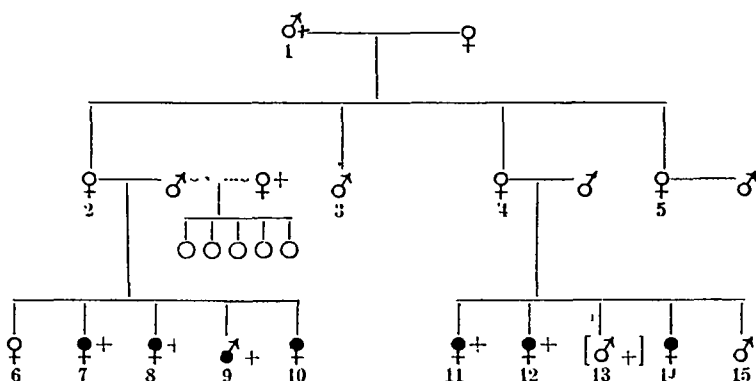 ♂+ ♀
1
♀ ♂ ♀+ ♂ ♀ ♂ ♀ ♂
2 3 4 5
♀ ♀+ ♀+ ♂+ ♀ ♀+ ♀+ [♂+] ♀ ♂
6 7 8 9 10 11 12 13 15